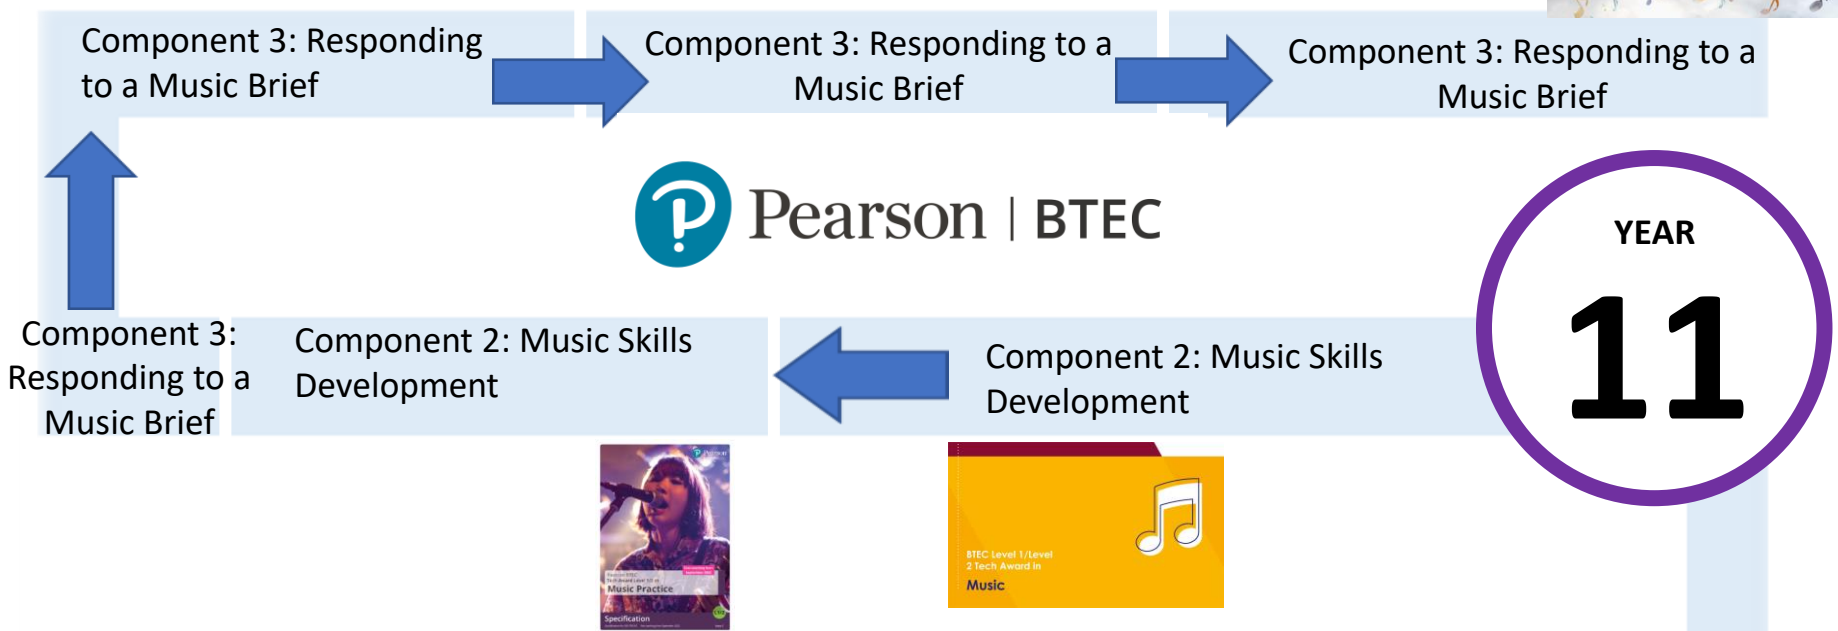 Component 3: Responding
to a Music Brief
Component 3: Responding to a
Music Brief
Component 3: Responding to a
Music Brief
Pearson | BTEC
YEAR
11
Component 3:
Responding to a
Music Brief
Component 2: Music Skills
Development
Component 2: Music Skills
Development
Pearson
Music Practice
Specification
BTEC Level 1/Level
2 Tech Award in
Music